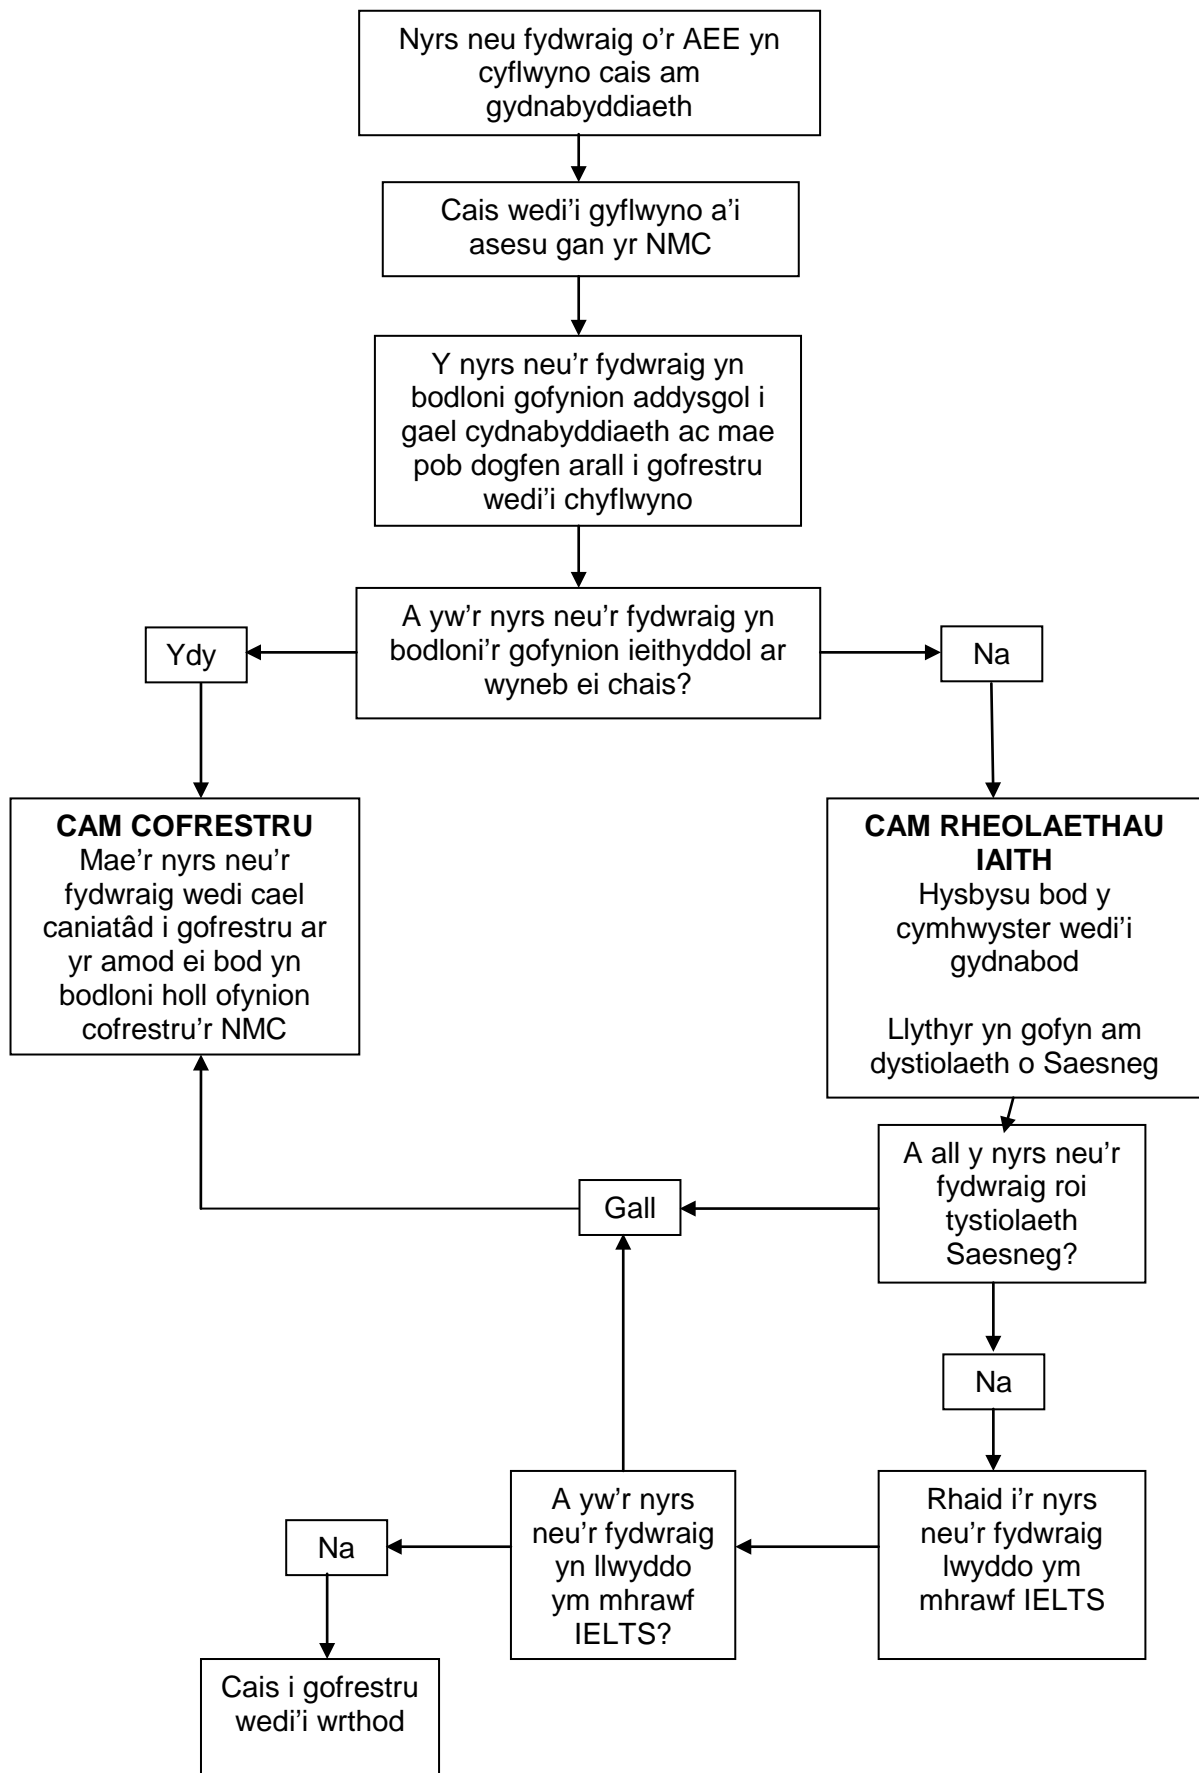 Nyrs neu fydwraig o'r AEE yn
cyflwyno cais am
gydnabyddiaeth
Cais wedi'i gyflwyno a'i
asesu gan yr NMC
Y nyrs neu'r fydwraig yn
bodloni gofynion addysgol i
gael cydnabyddiaeth ac mae
pob dogfen arall i gofrestru
wedi'i chyflwyno
A yw'r nyrs neu'r fydwraig yn
bodloni'r gofynion ieithyddol ar
wyneb ei chais?
Ydy
Na
CAM COFRESTRU
Mae'r nyrs neu'r
fydwraig wedi cael
caniatâd i gofrestru ar
yr amod ei bod yn
bodloni holl ofynion
cofrestru'r NMC
CAM RHEOLAETHAU
IAITH
Hysbysu bod y
cymhwyster wedi'i
gydnabod
Llythyr yn gofyn am
dystiolaeth o Saesneg
A all y nyrs neu'r
fydwraig roi
tystiolaeth
Saesneg?
Gall
Na
Rhaid i'r nyrs
neu'r fydwraig
lwyddo ym
mhrawf IELTS
A yw'r nyrs
neu'r fydwraig
yn llwyddo
ym mhrawf
IELTS?
Na
Cais i gofrestru
wedi'i wrthod